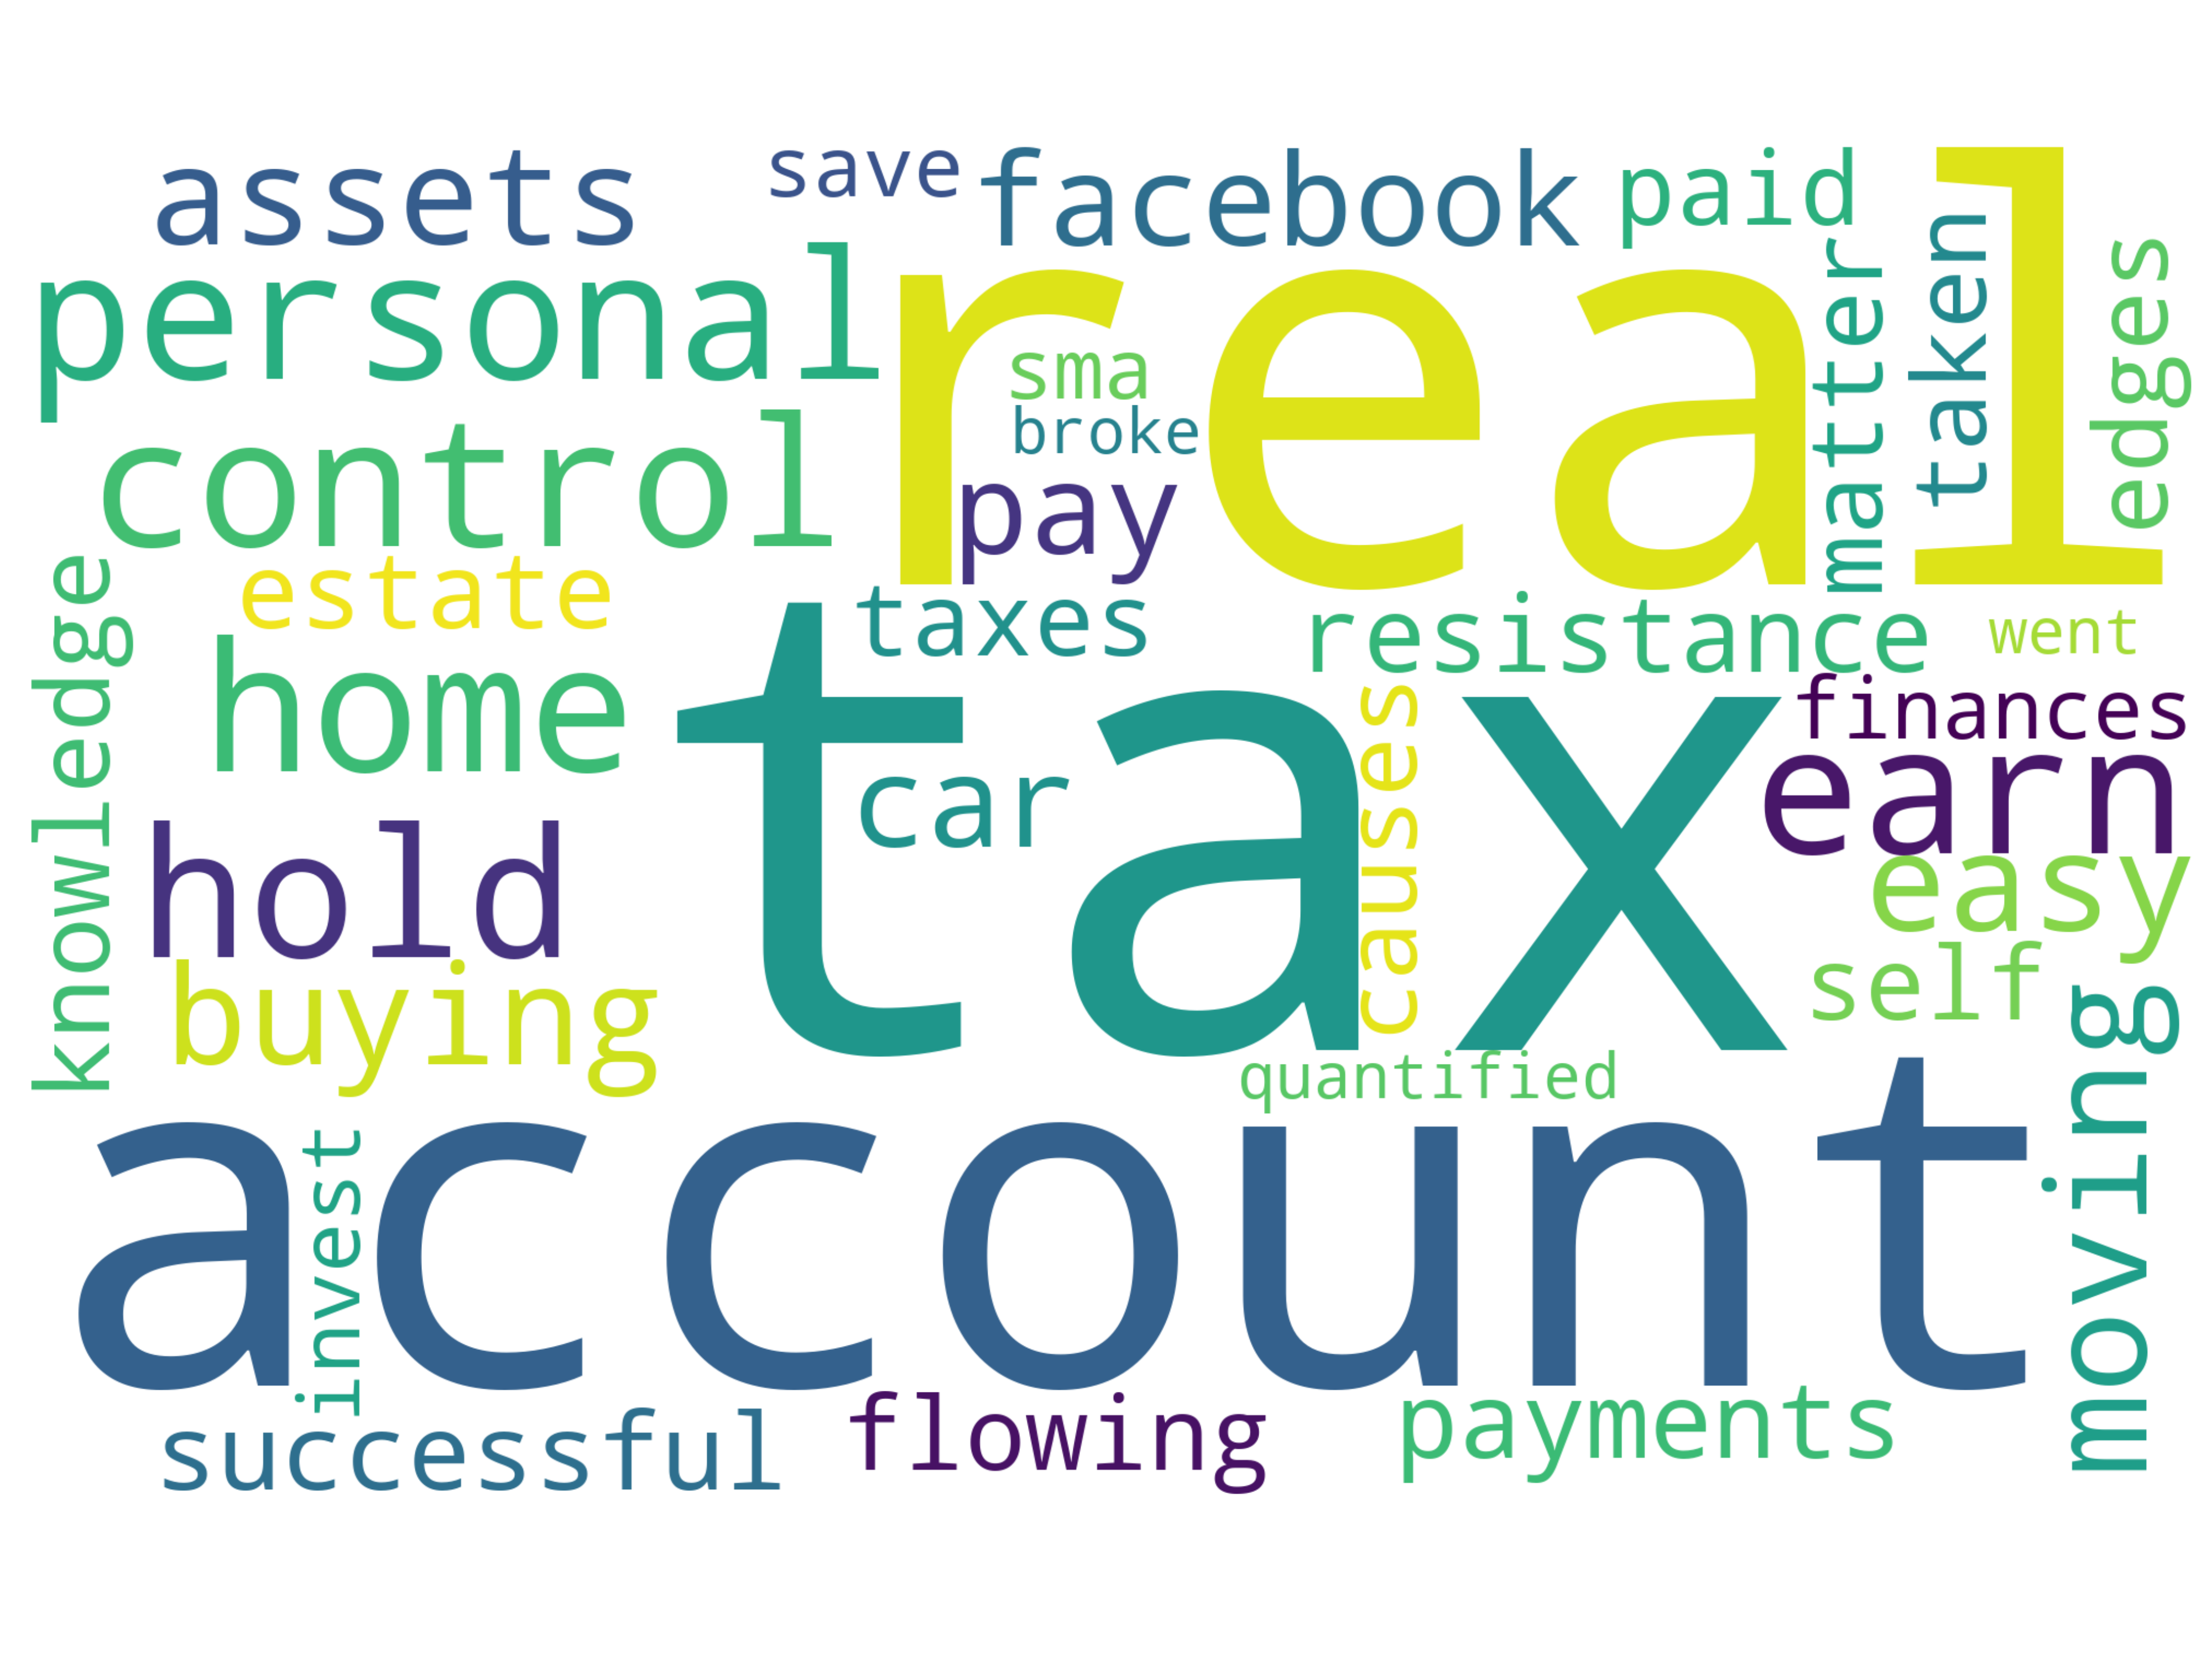 assets
save
facebook
paid
personal
real
matter
taken
edges
sma
broke
control
pay
estate
taxes
resistance
went
knowledge
home
tax
car
causes
finances
earn
hold
easy
buying
self
quantified
moving
account
invest
successful
flowing
payments